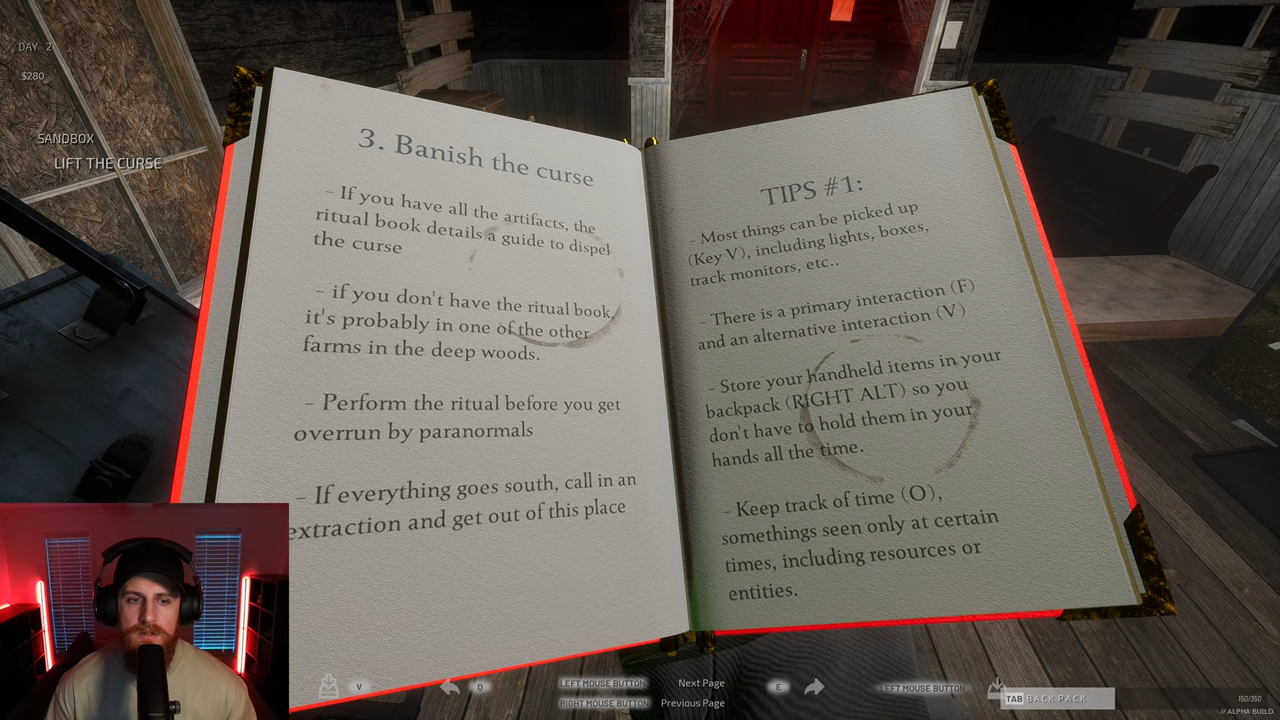 DAY 2
$280
SANDBOX
LIFT THE CURSE
3. Banish the curse
- If you have all the artifacts, the
ritual book details a guide to dispel
the curse
- if you don't have the ritual book,
it's probably in one of the other
farms in the deep woods.
- Perform the ritual before you get
overrun by paranormals
- If everything goes south, call in an
extraction and get out of this place
TIPS #1:
- Most things can be picked up
(Key V), including lights, boxes,
track monitors, etc..
- There is a primary interaction (F)
and an alternative interaction (V)
- Store your handheld items in your
backpack (RIGHT ALT) so you
don't have to hold them in your
hands all the time.
- Keep track of time (O),
somethings seen only at certain
times, including resources or
entities.
V
Q
LEFT MOUSE BUTTON
Next Page
RIGHT MOUSE BUTTON
Previous Page
E
LEFT MOUSE BUTTON
TAB BACK PACK
150/350
// ALPHA BUILD